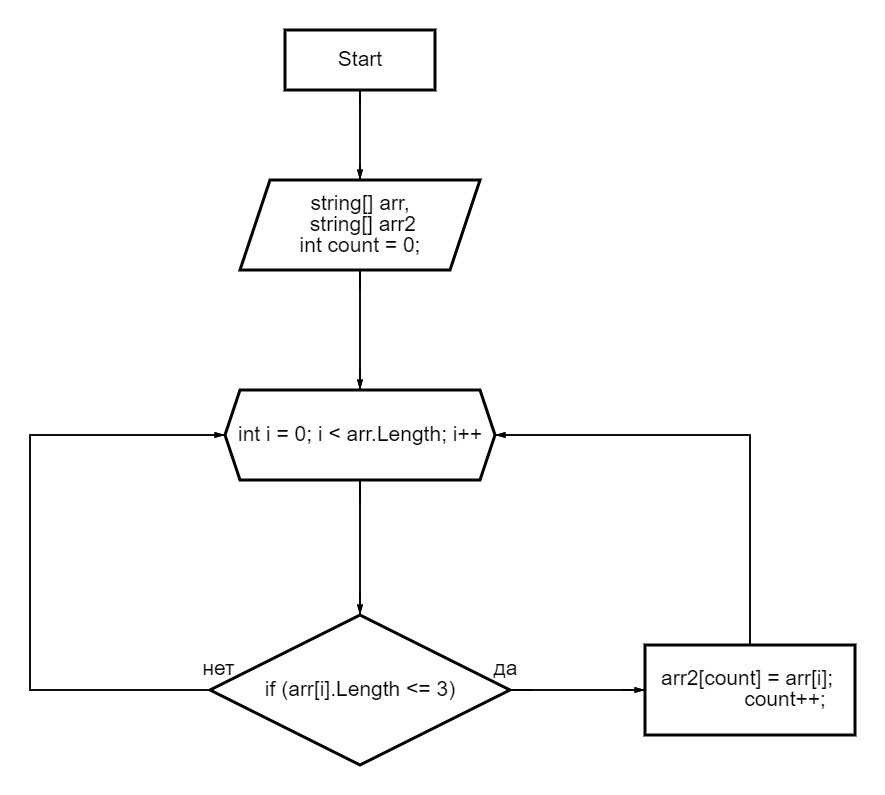 Start
string[] arr,
string[] arr2
int count = 0;
int i = 0; i < arr.Length; i++
нет
if (arr[i].Length <= 3)
да
arr2[count] = arr[i];
count++;